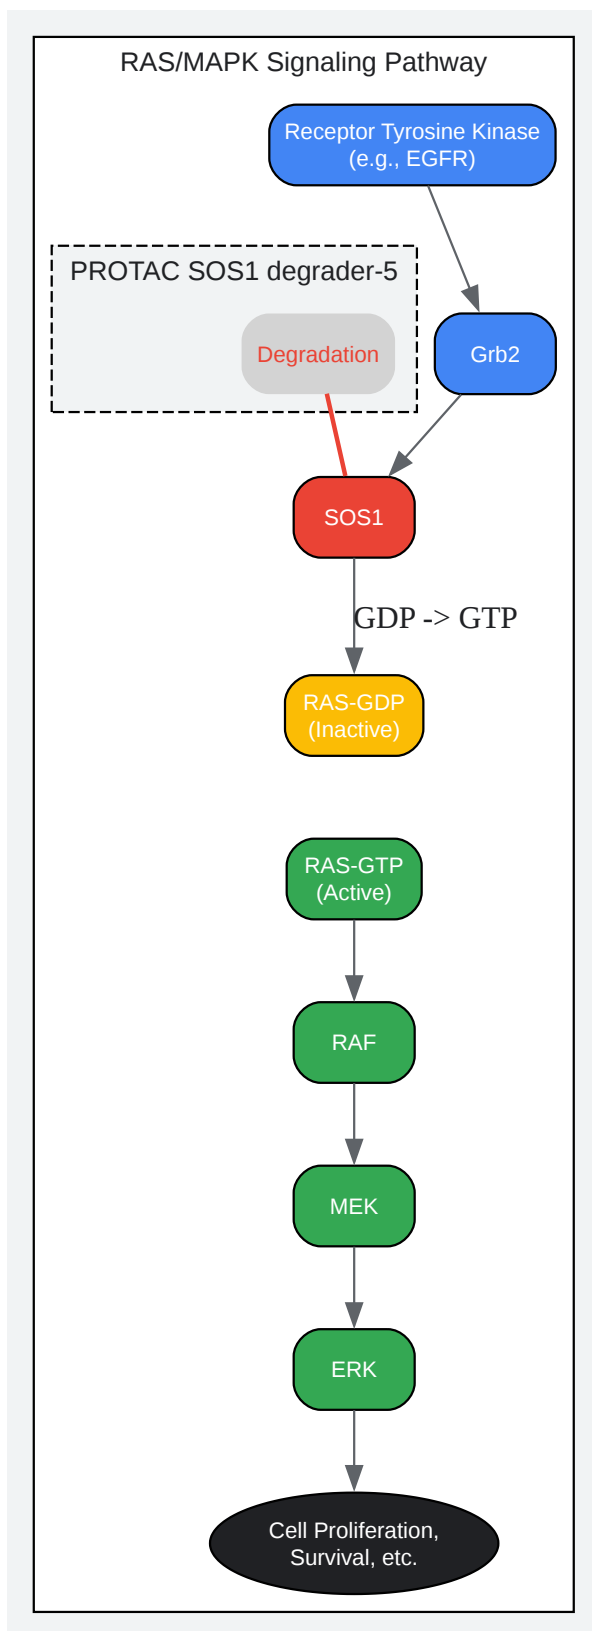 RAS/MAPK Signaling Pathway
Receptor Tyrosine Kinase
(e.g., EGFR)
PROTAC SOS1 degrader-5
Degradation
Grb2
SOS1
GDP -> GTP
RAS-GDP
(Inactive)
RAS-GTP
(Active)
RAF
MEK
ERK
Cell Proliferation,
Survival, etc.